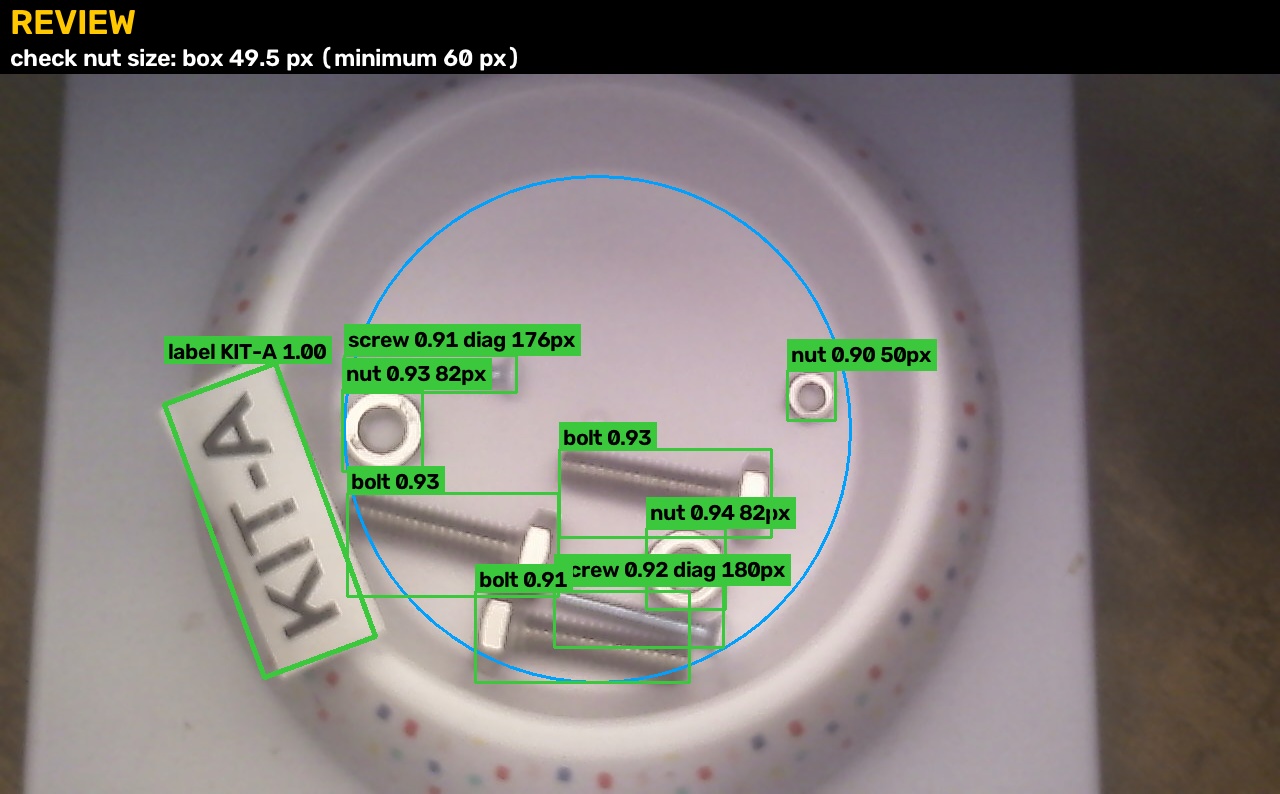 REVIEW
check nut size: box 49.5 px (minimum 60 px)
screw 0.91 diag 176px
label KIT-A 1.00
nut 0.93 82px
nut 0.90 50px
bolt 0.93
bolt 0.93
nut 0.94 82px
crew 0.92 diag 180px
bolt 0.91
KIT-A